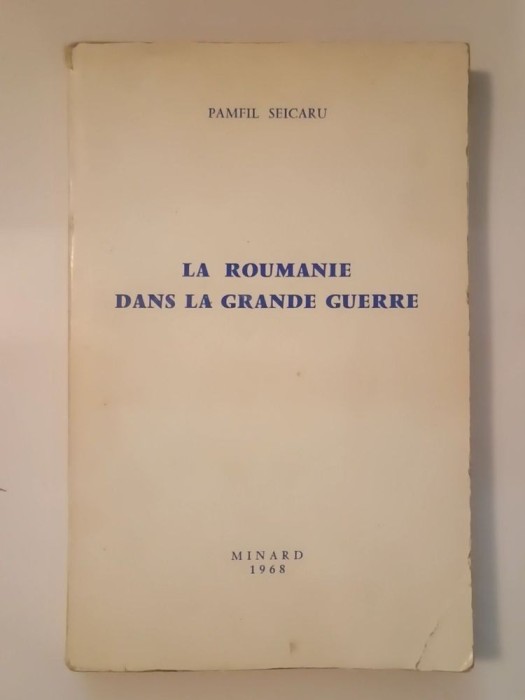 PAMFIL SEICARU
LA ROUMANIE
DANS LA GRANDE GUERRE
MINARD
1968